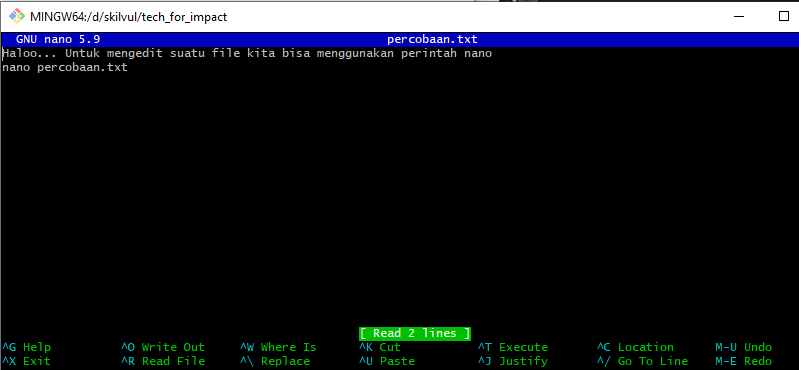 MINGW64:/d/skilvul/tech_for_impact
GNU nano 5.9 percobaan.txt
Haloo... Untuk mengedit suatu file kita bisa menggunakan perintah nano
nano percobaan.txt
[ Read 2 lines ]
^G Help ^O Write Out ^W Where Is ^K Cut ^T Execute ^C Location M-U Undo
^X Exit ^R Read File ^\ Replace ^U Paste ^J Justify ^/ Go To Line M-E Redo